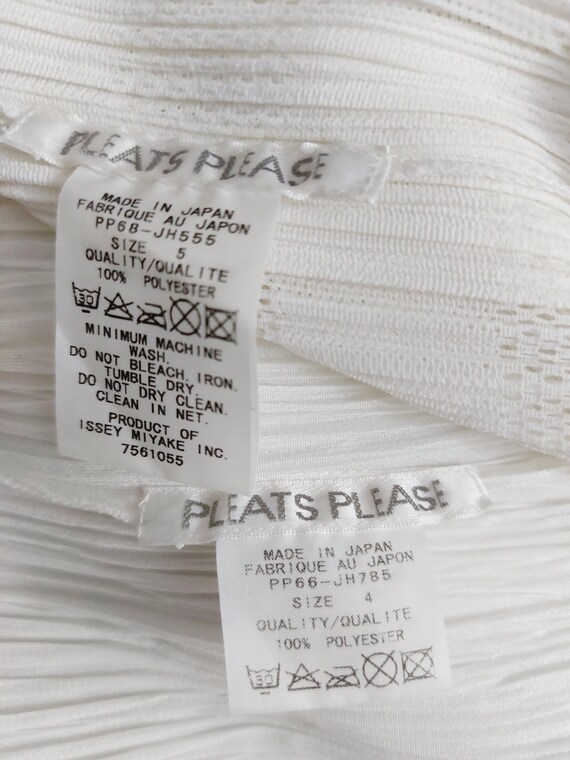 PLEATS PLEASE
MADE IN JAPAN
FABRIQUE AU JAPON
PP68-JH555
SIZE 5
QUALITY/QUALITE
100% POLYESTER
30
MINIMUM MACHINE
WASH.
DO NOT BLEACH, IRON.
TUMBLE DRY.
DO NOT DRY CLEAN.
CLEAN IN NET.
PRODUCT OF
ISSEY MIYAKE INC.
7561055
PLEATS PLEASE
MADE IN JAPAN
FABRIQUE AU JAPON
PP66-JH785
SIZE 4
QUALITY/QUALITE
100% POLYESTER
30